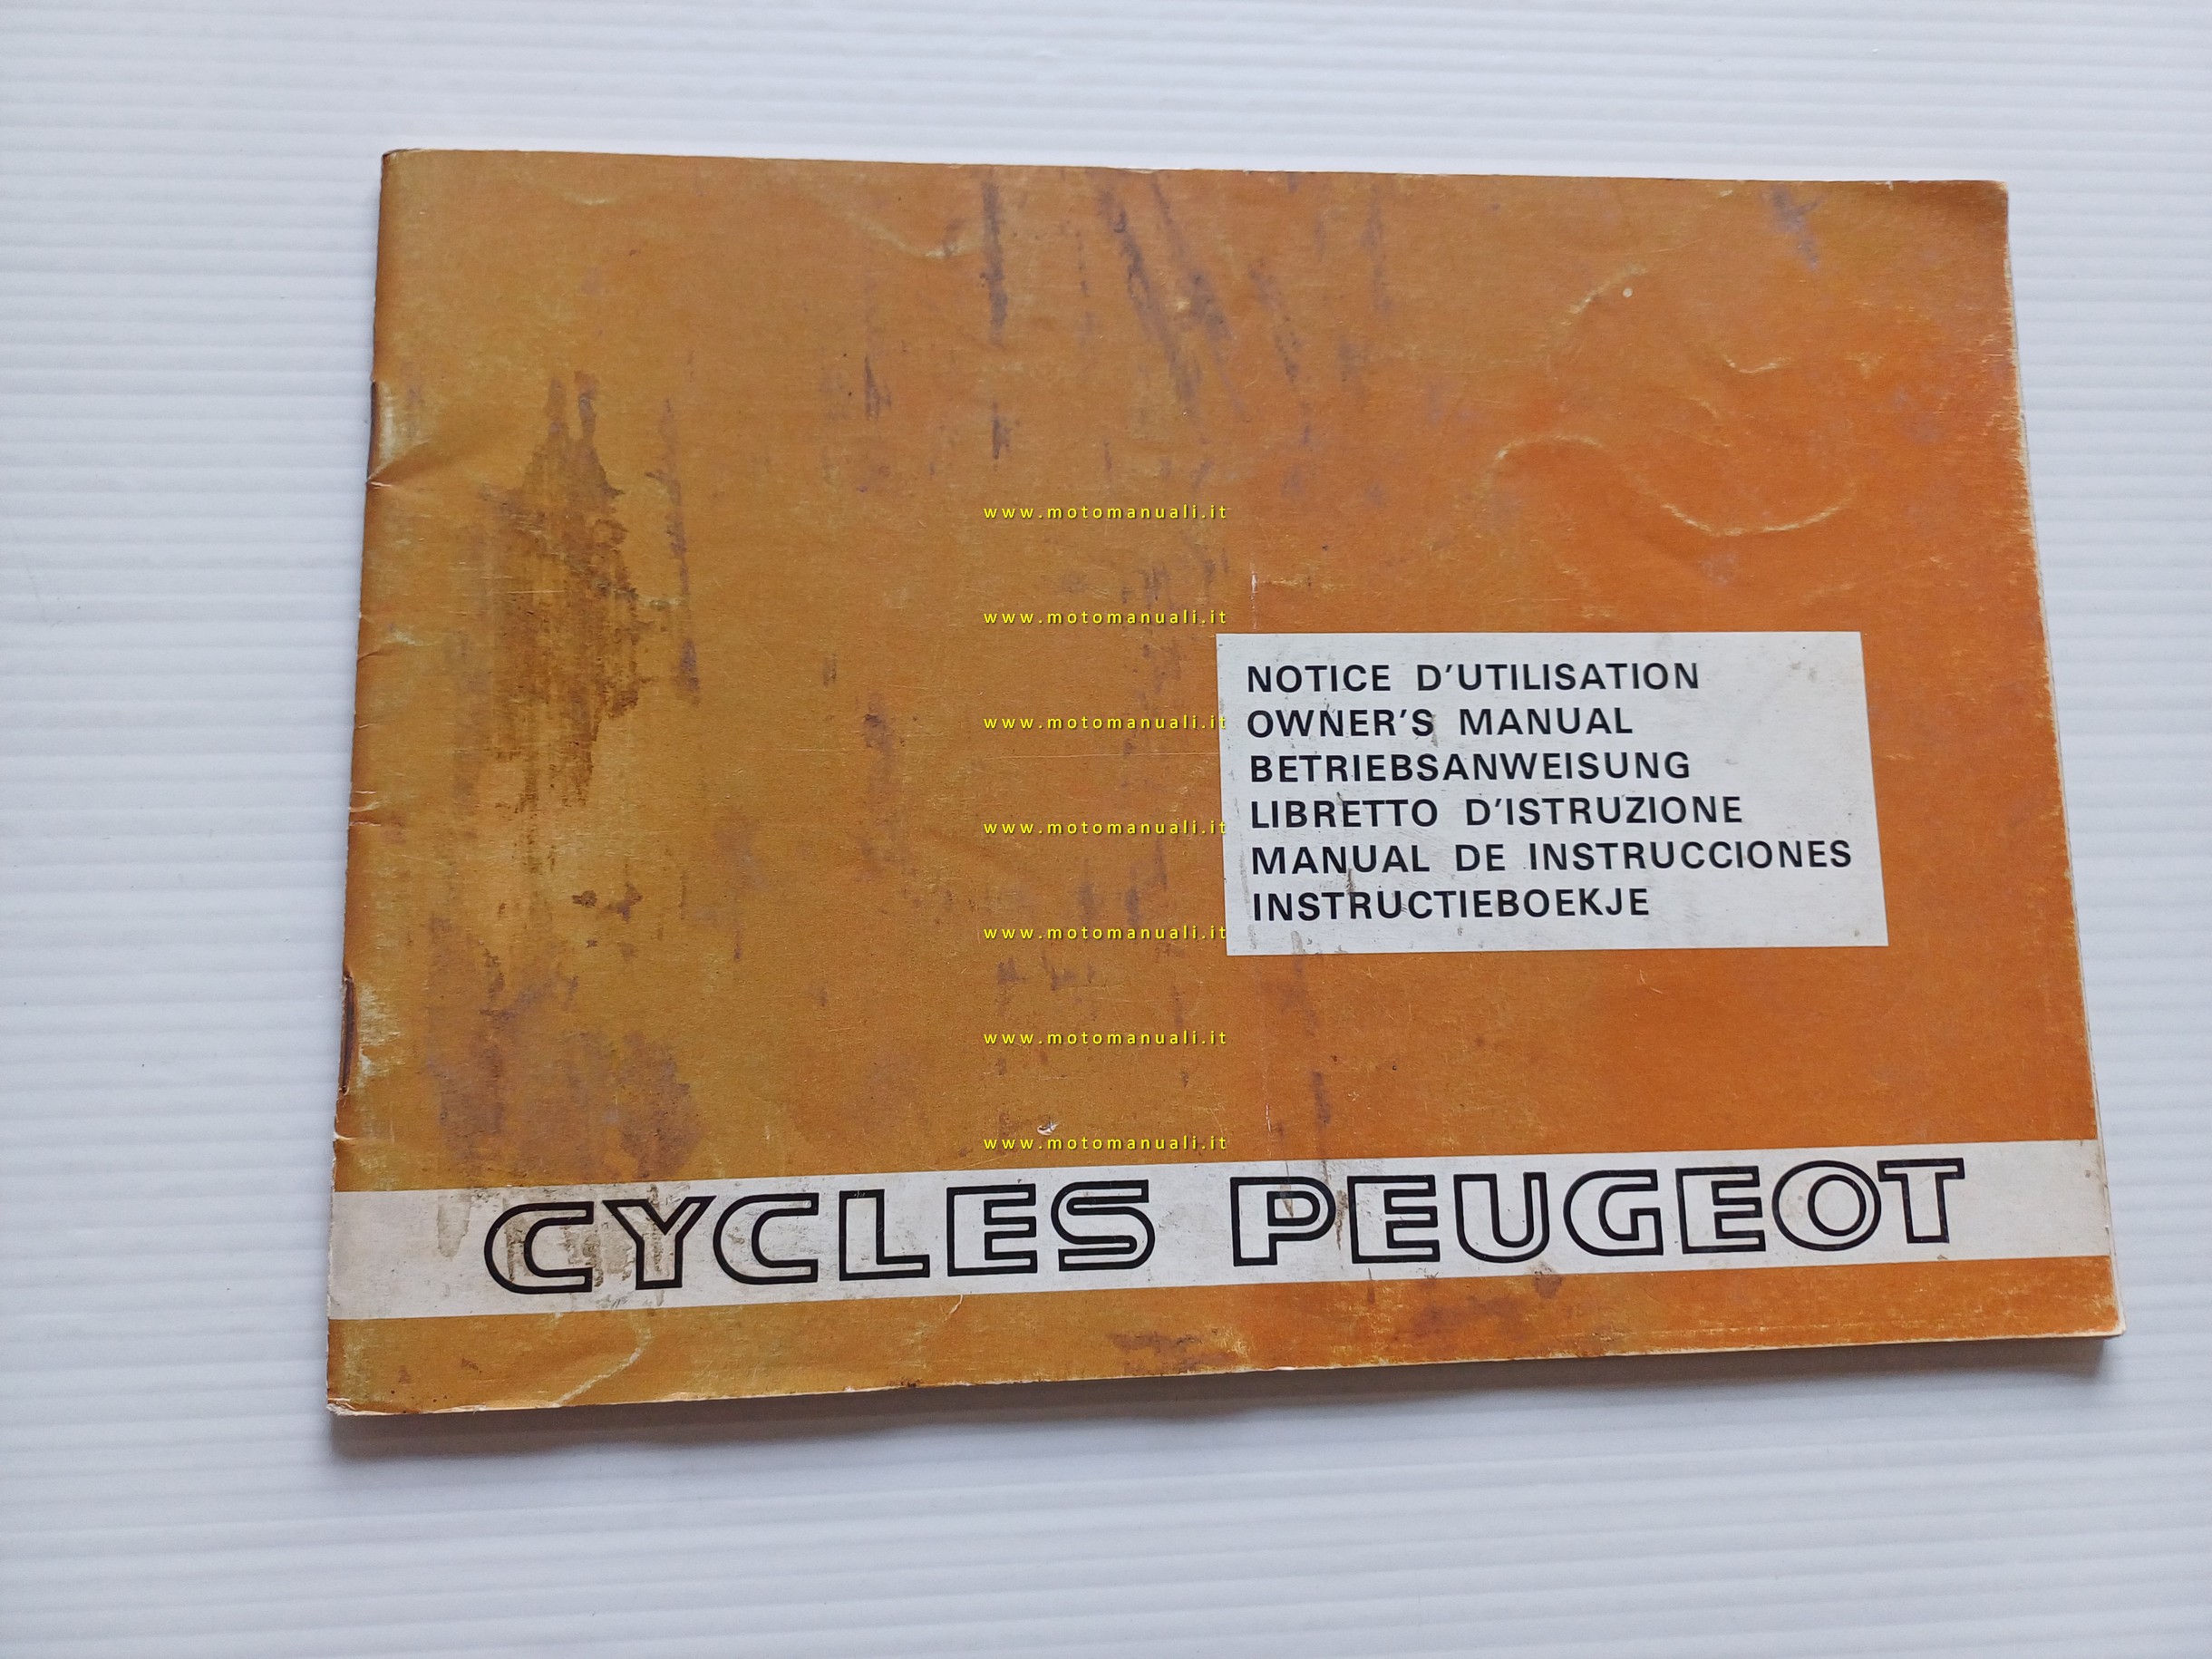 www.motomanuali.it
www.motomanuali.it
NOTICE D'UTILISATION
OWNER'S MANUAL
www.motomanuali.it
BETRIEBSANWEISUNG
LIBRETTO D'ISTRUZIONE
www.motomanuali.it
MANUAL DE INSTRUCCIONES
INSTRUCTIEBOEKJE
www.motomanuali.it
www.motomanuali.it
www.motomanuali.it
CYCLES PEUGEOT